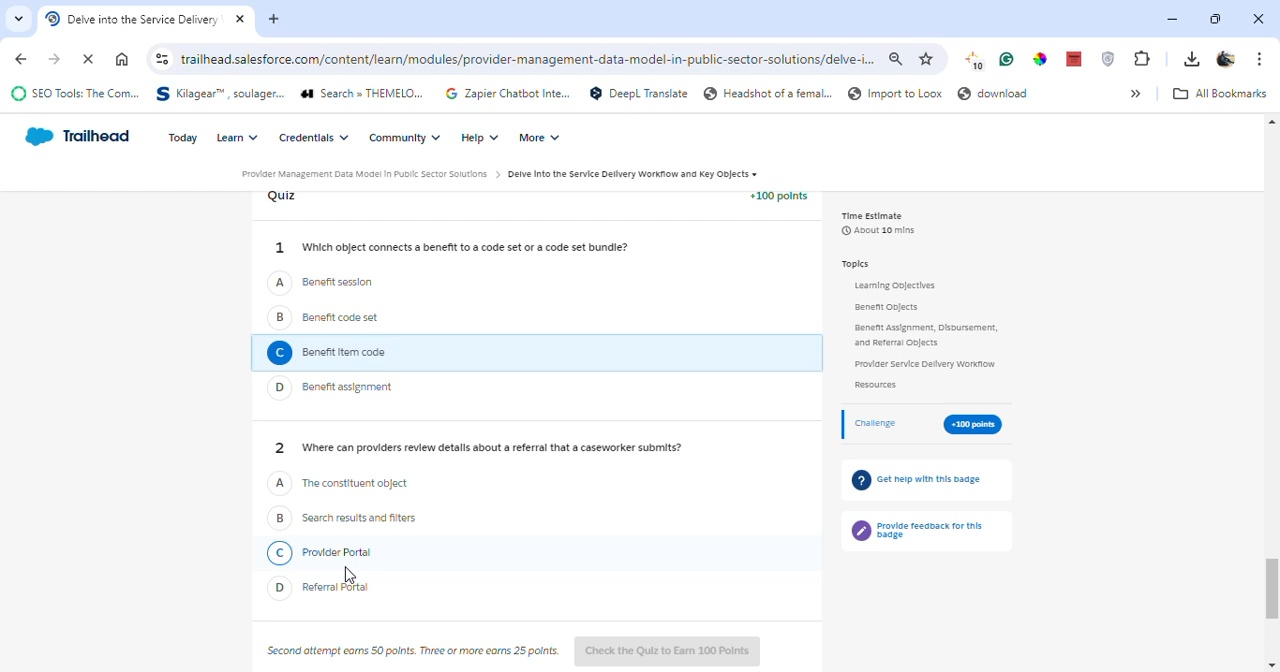 Delve into the Service Delivery
trailhead.salesforce.com/content/learn/modules/provider-management-data-model-in-public-sector-solutions/delve-i...
10
SEO Tools: The Com...
Kilagear™, soulager...
Search » THEMELO...
Zapier Chatbot Inte...
DeepL Translate
Headshot of a femal...
Import to Loox
download
All Bookmarks
Trailhead
Today
Learn
Credentials
Community
Help
More
Provider Management Data Model in Public Sector Solutions > Delve into the Service Delivery Workflow and Key Objects
Quiz
+100 points
1 Which object connects a benefit to a code set or a code set bundle?
A Benefit session
B Benefit code set
C Benefit item code
D Benefit assignment
2 Where can providers review details about a referral that a caseworker submits?
A The constituent object
B Search results and filters
C Provider Portal
D Referral Portal
Second attempt earns 50 points. Three or more earns 25 points.
Check the Quiz to Earn 100 Points
Time Estimate
About 10 mins
Topics
Learning Objectives
Benefit Objects
Benefit Assignment, Disbursement,
and Referral Objects
Provider Service Delivery Workflow
Resources
Challenge
+100 points
? Get help with this badge
Provide feedback for this
badge